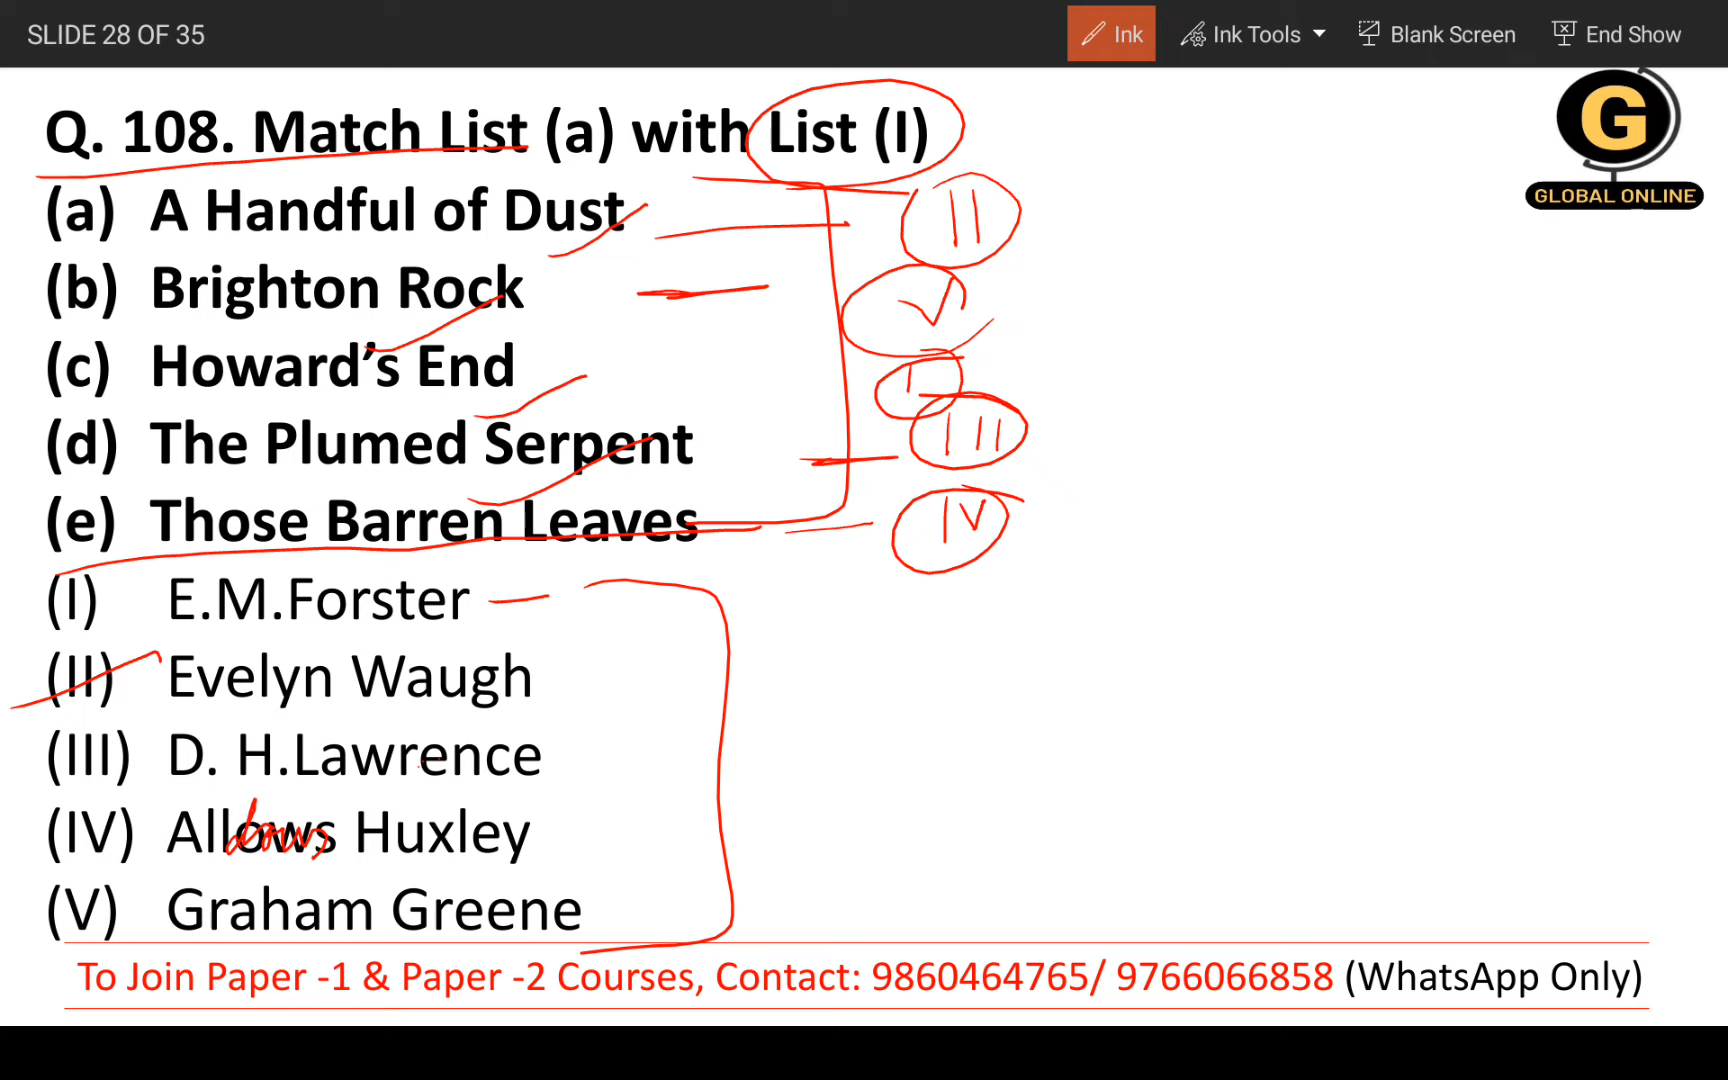 SLIDE 28 OF 35 Ink Ink Tools Blank Screen End Show
G
GLOBAL ONLINE
Q. 108. Match List (a) with List (I)
(a) A Handful of Dust II
(b) Brighton Rock V
(c) Howard’s End I
(d) The Plumed Serpent III
(e) Those Barren Leaves IV
(I) E.M.Forster
(II) Evelyn Waugh
(III) D. H.Lawrence
(IV) Allows Huxley
(V) Graham Greene
To Join Paper -1 & Paper -2 Courses, Contact: 9860464765/ 9766066858 (WhatsApp Only)